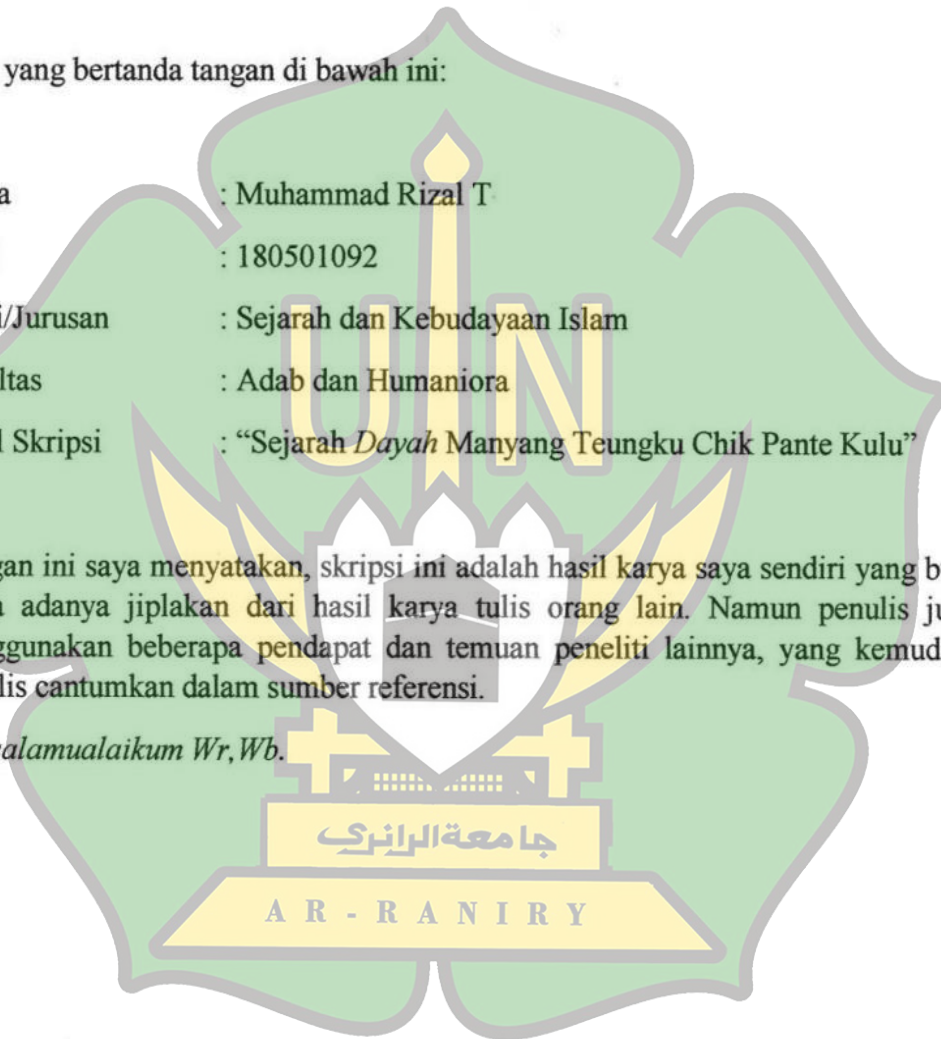 yang bertanda tangan di bawah ini:
a : Muhammad Rizal T
: 180501092
i/Jurusan : Sejarah dan Kebudayaan Islam
ltas : Adab dan Humaniora
l Skripsi : “Sejarah Dayah Manyang Teungku Chik Pante Kulu”
gan ini saya menyatakan, skripsi ini adalah hasil karya saya sendiri yang b
a adanya jiplakan dari hasil karya tulis orang lain. Namun penulis ju
ggunakan beberapa pendapat dan temuan peneliti lainnya, yang kemud
lis cantumkan dalam sumber referensi.
alamualaikum Wr,Wb.
UIN
جامعة الرانري
AR-RANIRY